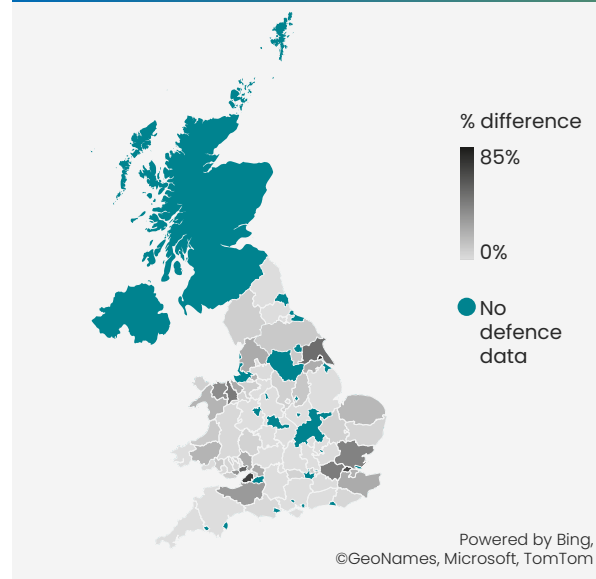 % difference
85%
0%
No
defence
data
Powered by Bing,
©GeoNames, Microsoft, TomTom